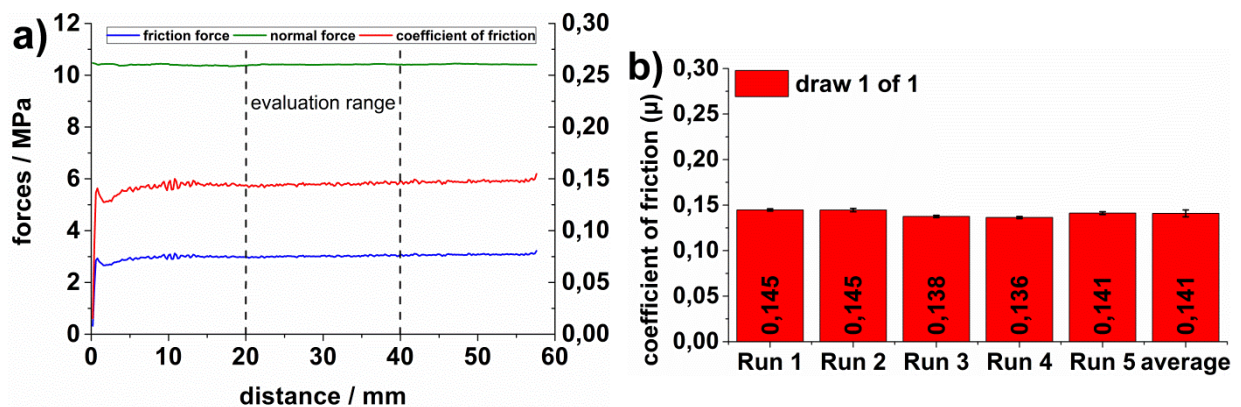 a)
friction force normal force coefficient of friction
forces / MPa
12
10
8
6
4
2
0
0,30
0,25
0,20
0,15
0,10
0,05
0,00
evaluation range
0 10 20 30 40 50 60
distance / mm
b)
draw 1 of 1
coefficient of friction (μ)
0,30
0,25
0,20
0,15
0,10
0,05
0,00
0,145
0,145
0,138
0,136
0,141
0,141
Run 1 Run 2 Run 3 Run 4 Run 5 average